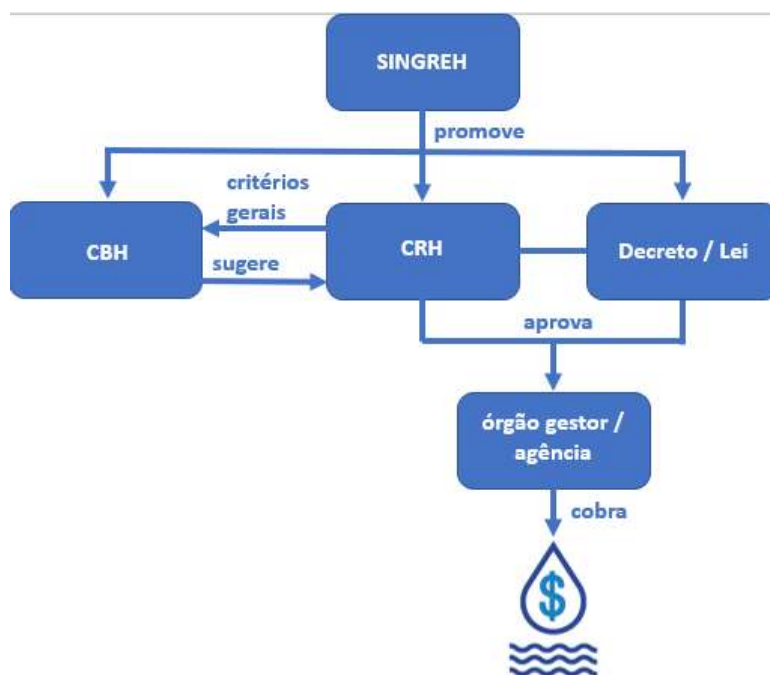 SINGREH
promove
critérios
gerais
CBH
CRH
Decreto / Lei
sugere
aprova
órgão gestor /
agência
cobra
$